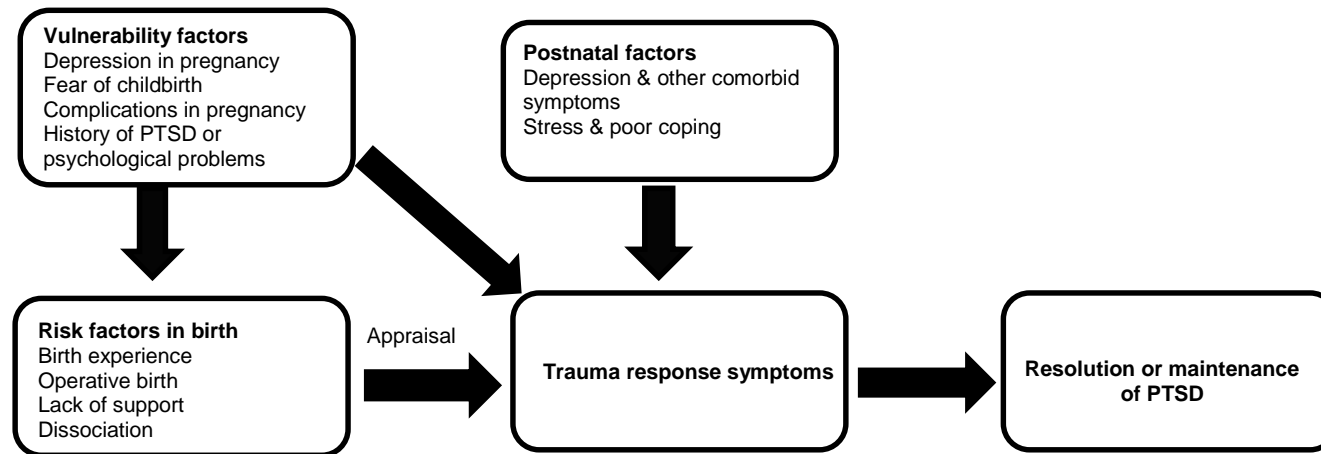 Vulnerability factors
Depression in pregnancy
Fear of childbirth
Complications in pregnancy
History of PTSD or
psychological problems
Postnatal factors
Depression & other comorbid
symptoms
Stress & poor coping
Risk factors in birth
Birth experience
Operative birth
Lack of support
Dissociation
Appraisal
Trauma response symptoms
Resolution or maintenance
of PTSD